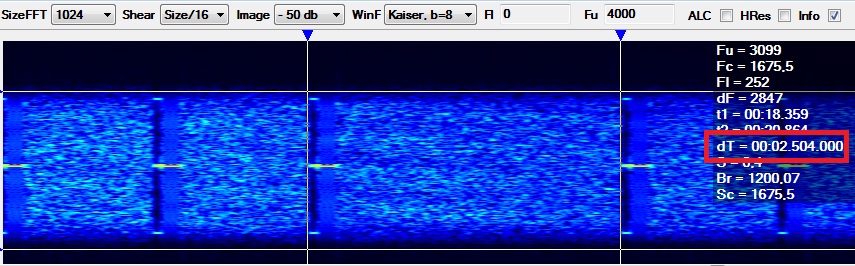 SizeFFT 1024 Shear Size/16 Image - 50 db WinF Kaiser, b=8 Fl 0 Fu 4000 ALC HRes Info
Fu = 3099
Fc = 1675,5
Fl = 252
dF = 2847
t1 = 00:18.359
t2 = 00:20.864
dT = 00:02.504.000
Br = 1200,07
Sc = 1675,5